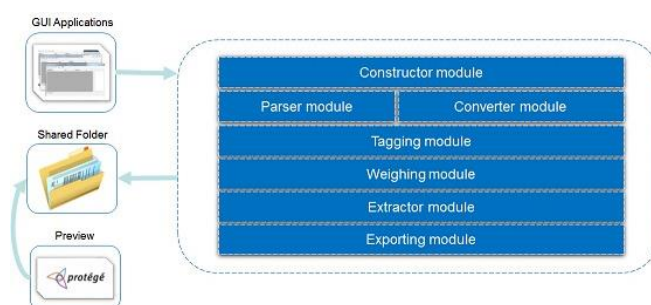 GUI Applications
Constructor module
Parser module
Converter module
Shared Folder
Tagging module
Weighing module
Extractor module
Exporting module
Preview
protégé